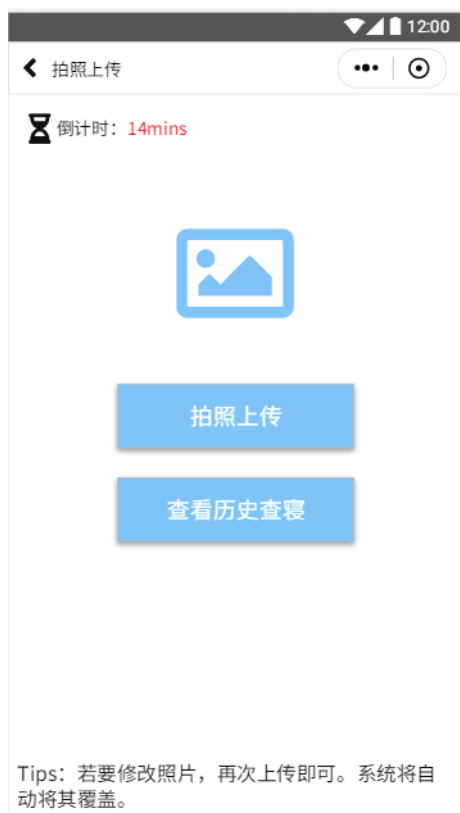 12:00
拍照上传
倒计时：14mins
拍照上传
查看历史查寝
Tips：若要修改照片，再次上传即可。系统将自
动将其覆盖。